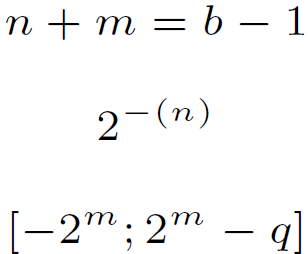 n + m = b − 1
2^{−(n)}
[−2^m; 2^m − q]